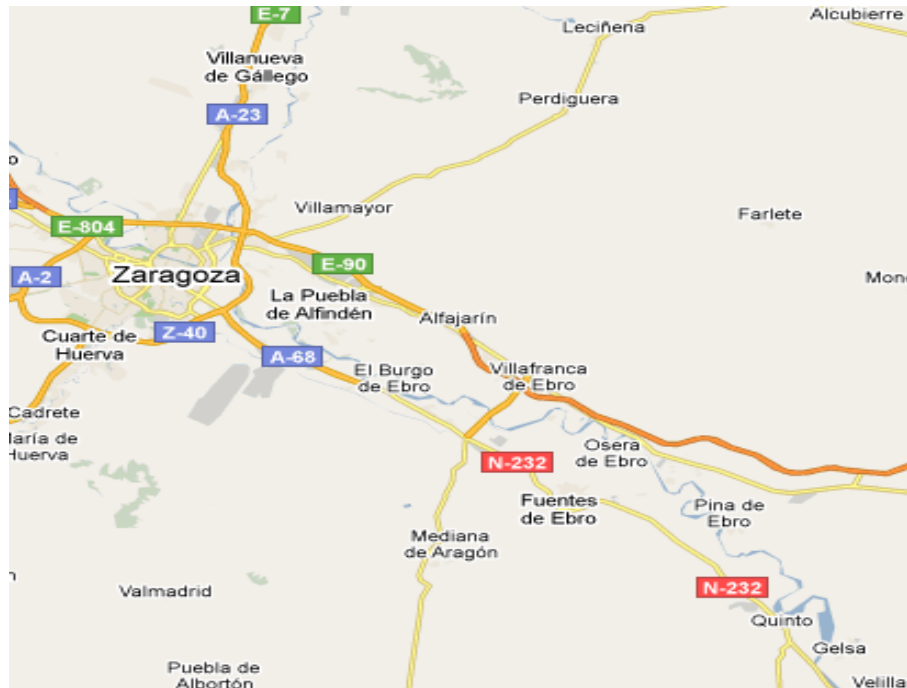 E-7
Alcubierre
Leciñena
Villanueva
de Gállego
Perdiguera
A-23
Villamayor
Farlete
E-804
E-90
A-2
Zaragoza
La Puebla
de Alfindén
Alfajarín
Cuarte de
Huerva
Z-40
A-68
El Burgo
de Ebro
Villafranca
de Ebro
Cadrete
Huerva
Osera
de Ebro
N-232
Fuentes
de Ebro
Pina de
Ebro
Mediana
de Aragón
Valmadrid
N-232
Quinto
Gelsa
Puebla de
Albortón
Velilla